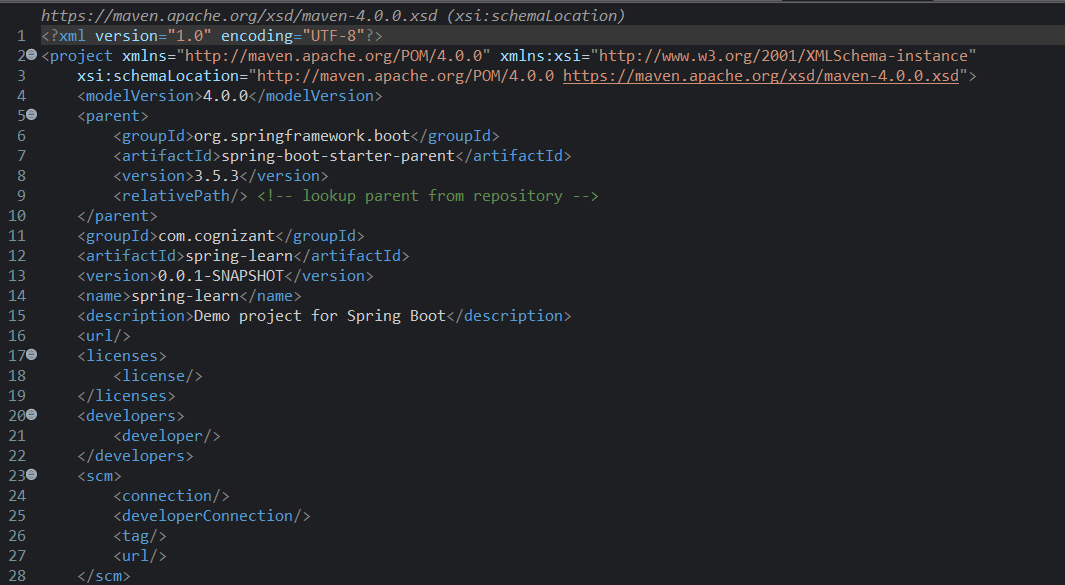 https://maven.apache.org/xsd/maven-4.0.0.xsd (xsi:schemaLocation)
1 <?xml version="1.0" encoding="UTF-8"?>
2 <project xmlns="http://maven.apache.org/POM/4.0.0" xmlns:xsi="http://www.w3.org/2001/XMLSchema-instance"
3     xsi:schemaLocation="http://maven.apache.org/POM/4.0.0 https://maven.apache.org/xsd/maven-4.0.0.xsd">
4     <modelVersion>4.0.0</modelVersion>
5     <parent>
6         <groupId>org.springframework.boot</groupId>
7         <artifactId>spring-boot-starter-parent</artifactId>
8         <version>3.5.3</version>
9         <relativePath/> <!-- lookup parent from repository -->
10     </parent>
11     <groupId>com.cognizant</groupId>
12     <artifactId>spring-learn</artifactId>
13     <version>0.0.1-SNAPSHOT</version>
14     <name>spring-learn</name>
15     <description>Demo project for Spring Boot</description>
16     <url/>
17     <licenses>
18         <license/>
19     </licenses>
20     <developers>
21         <developer/>
22     </developers>
23     <scm>
24         <connection/>
25         <developerConnection/>
26         <tag/>
27         <url/>
28     </scm>